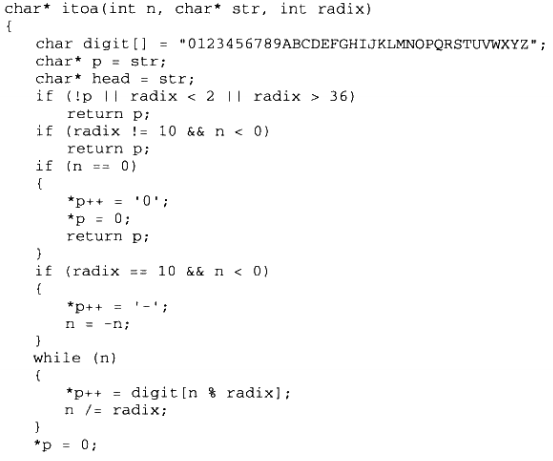 char* itoa(int n, char* str, int radix)
{
char digit[] = "0123456789ABCDEFGHIJKLMNOPQRSTUVWXYZ";
char* p = str;
char* head = str;
if (!p || radix < 2 || radix > 36)
return p;
if (radix != 10 && n < 0)
return p;
if (n == 0)
{
*p++ = '0';
*p = 0;
return p;
}
if (radix == 10 && n < 0)
{
*p++ = '-';
n = -n;
}
while (n)
{
*p++ = digit[n % radix];
n /= radix;
}
*p = 0;